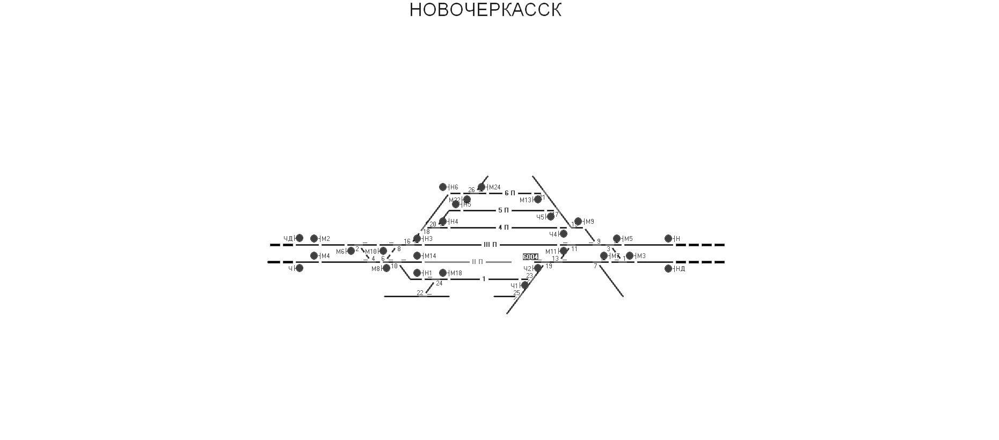 НОВОЧЕРКАССК
Н6 26 М24 6 П
М22 М13 21
Н5 5 П Ч5 17
20 Н4 4 П М9
18 Ч4
ЧД М2 16 Н3 III П 9 М5 Н
М6 2 М10 8 М11 11 3
М4 4 6 М14 II П 6004 13 М7 1 М3
Ч М8 10 Ч2 19 7 НД
Н1 М18 1 23
24 Ч1
22 25